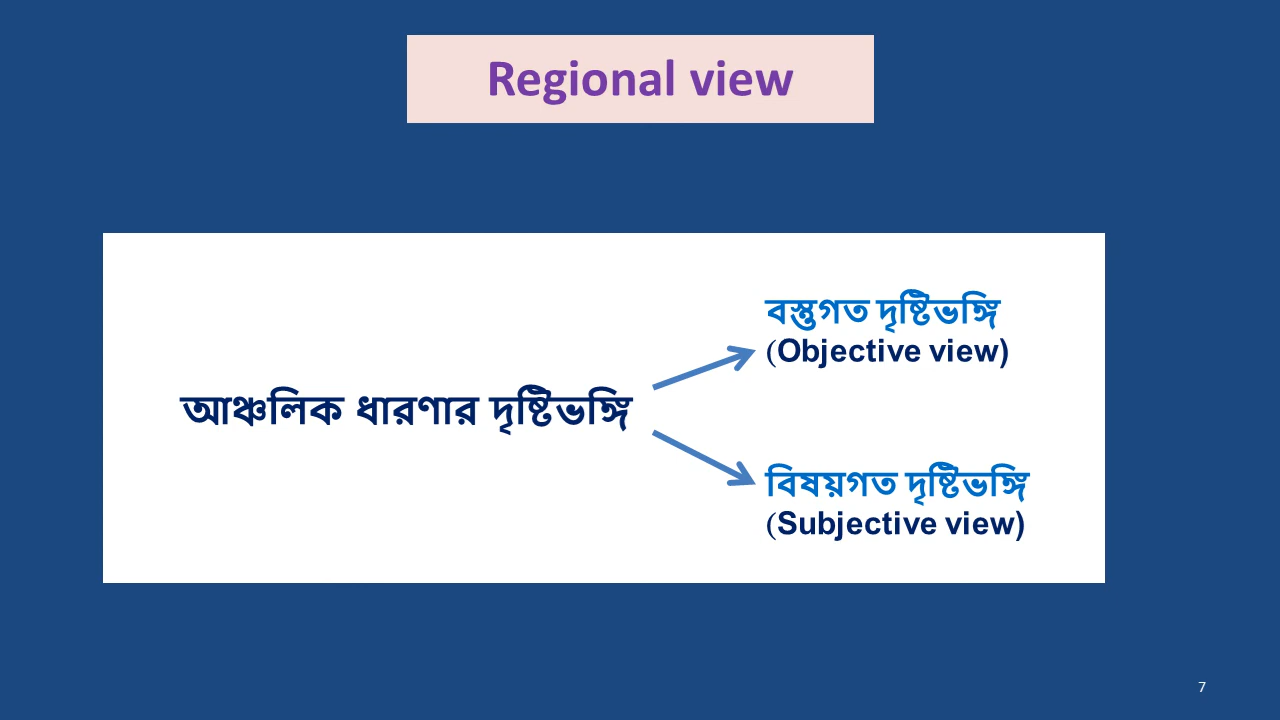 Regional view
বস্তুগত দৃষ্টিভঙ্গি
(Objective view)
আঞ্চলিক ধারণার দৃষ্টিভঙ্গি
বিষয়গত দৃষ্টিভঙ্গি
(Subjective view)
7